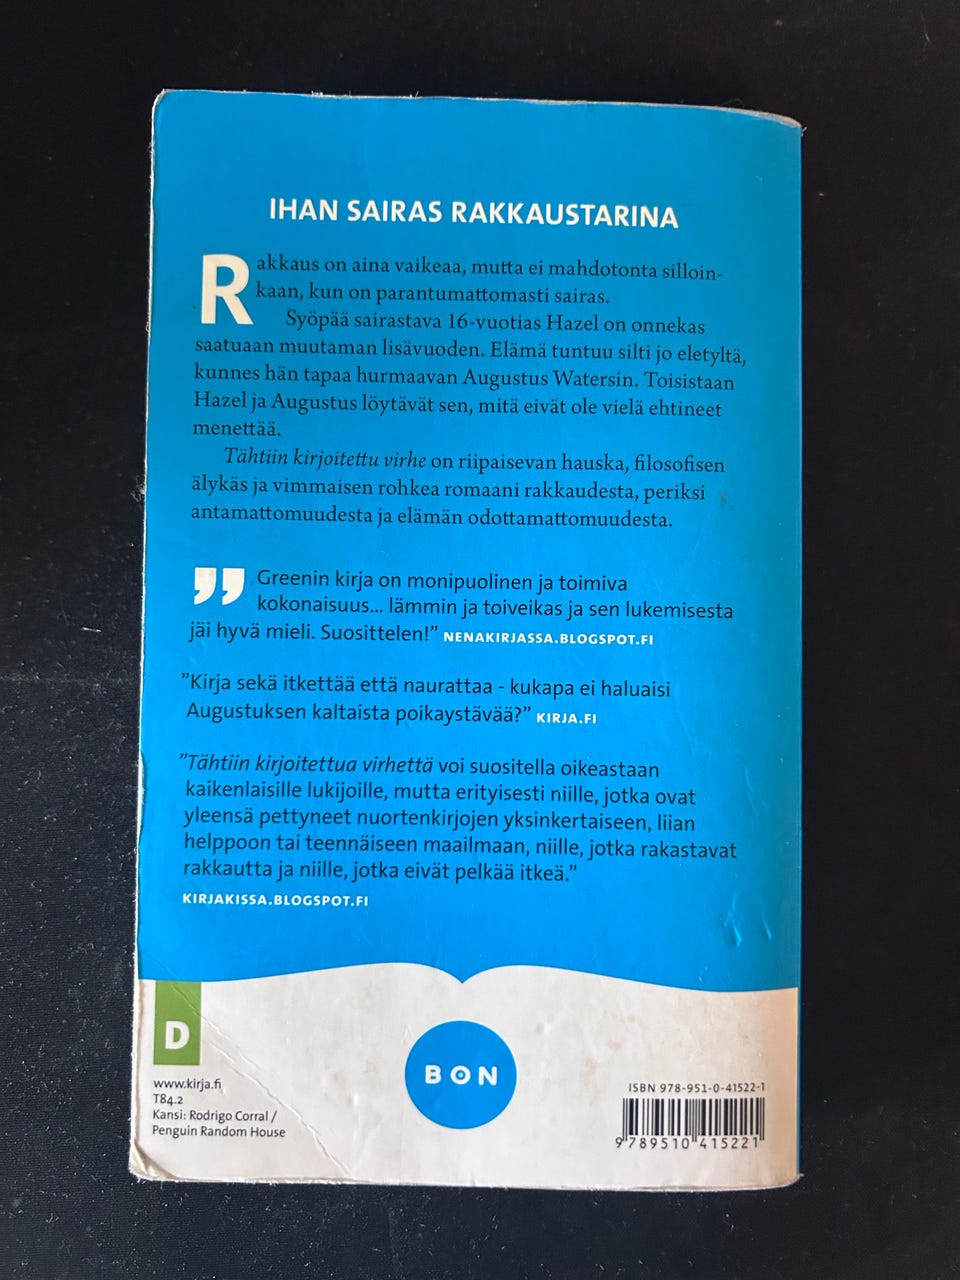 IHAN SAIRAS RAKKAUSTARINA
Rakkaus on aina vaikeaa, mutta ei mahdotonta silloin-
kaan, kun on parantumattomasti sairas.
Syöpää sairastava 16-vuotias Hazel on onnekas
saatuaan muutaman lisävuoden. Elämä tuntuu silti jo eletyltä,
kunnes hän tapaa hurmaavan Augustus Watersin. Toisistaan
Hazel ja Augustus löytävät sen, mitä eivät ole vielä ehtineet
menettää.
Tähtiin kirjoitettu virhe on riipaisevan hauska, filosofisen
älykäs ja vimmaisen rohkea romaani rakkaudesta, periksi
antamattomuudesta ja elämän odottamattomuudesta.
”Greenin kirja on monipuolinen ja toimiva
kokonaisuus... lämmin ja toiveikas ja sen lukemisesta
jäi hyvä mieli. Suosittelen!” NENAKIRJASSA.BLOGSPOT.FI
”Kirja sekä itkettää että naurattaa - kukapa ei haluaisi
Augustuksen kaltaista poikaystävää?” KIRJA.FI
”Tähtiin kirjoitettua virhettä voi suositella oikeastaan
kaikenlaisille lukijoille, mutta erityisesti niille, jotka ovat
yleensä pettyneet nuortenkirjojen yksinkertaiseen, liian
helppoon tai teennäiseen maailmaan, niille, jotka rakastavat
rakkautta ja niille, jotka eivät pelkää itkeä.”
KIRJAKISSA.BLOGSPOT.FI
D
www.kirja.fi
T84.2
Kansi: Rodrigo Corral /
Penguin Random House
BON
ISBN 978-951-0-41522-1
9 789510 415221